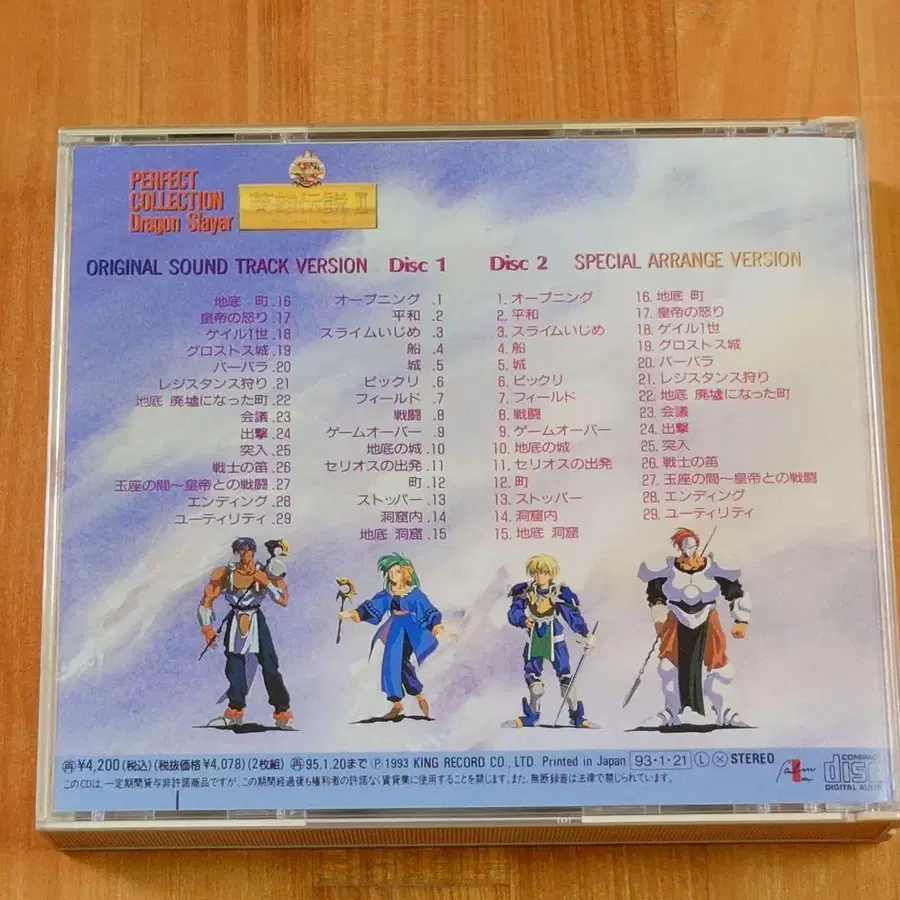 PERFECT
COLLECTION
Dragon Slayer
英雄伝説 II
ORIGINAL SOUND TRACK VERSION Disc 1
地底 町 .16
皇帝の怒り .17
ゲイル1世 .18
グロストス城 .19
バーバラ .20
レジスタンス狩り .21
地底 廃墟になった町 .22
会議 .23
出撃 .24
突入 .25
戦士の笛 .26
玉座の間〜皇帝との戦闘 .27
エンディング .28
ユーティリティ .29
オープニング .1
平和 .2
スライムいじめ .3
船 .4
城 .5
ビックリ .6
フィールド .7
戦闘 .8
ゲームオーバー .9
地底の城 .10
セリオスの出発 .11
町 .12
ストッパー .13
洞窟内 .14
地底 洞窟 .15
Disc 2 SPECIAL ARRANGE VERSION
1. オープニング
2. 平和
3. スライムいじめ
4. 船
5. 城
6. ビックリ
7. フィールド
8. 戦闘
9. ゲームオーバー
10. 地底の城
11. セリオスの出発
12. 町
13. ストッパー
14. 洞窟内
15. 地底 洞窟
16. 地底 町
17. 皇帝の怒り
18. ゲイル1世
19. グロストス城
20. バーバラ
21. レジスタンス狩り
22. 地底 廃墟になった町
23. 会議
24. 出撃
25. 突入
26. 戦士の笛
27. 玉座の間〜皇帝との戦闘
28. エンディング
29. ユーティリティ
再¥4,200(税込)(税抜価格¥4,078)(2枚組) 再95.1.20まで Ⓟ1993 KING RECORD CO., LTD. Printed in Japan 93・1・21 Ⓛ ⓧ STEREO
このCDは、一定期間貸与非許諾商品ですが、この期間経過後も権利者の許諾なく賃貸業に使用することを禁じます。また、無断録音は法律で禁じられています。
COMPACT
disc
DIGITAL AUDIO